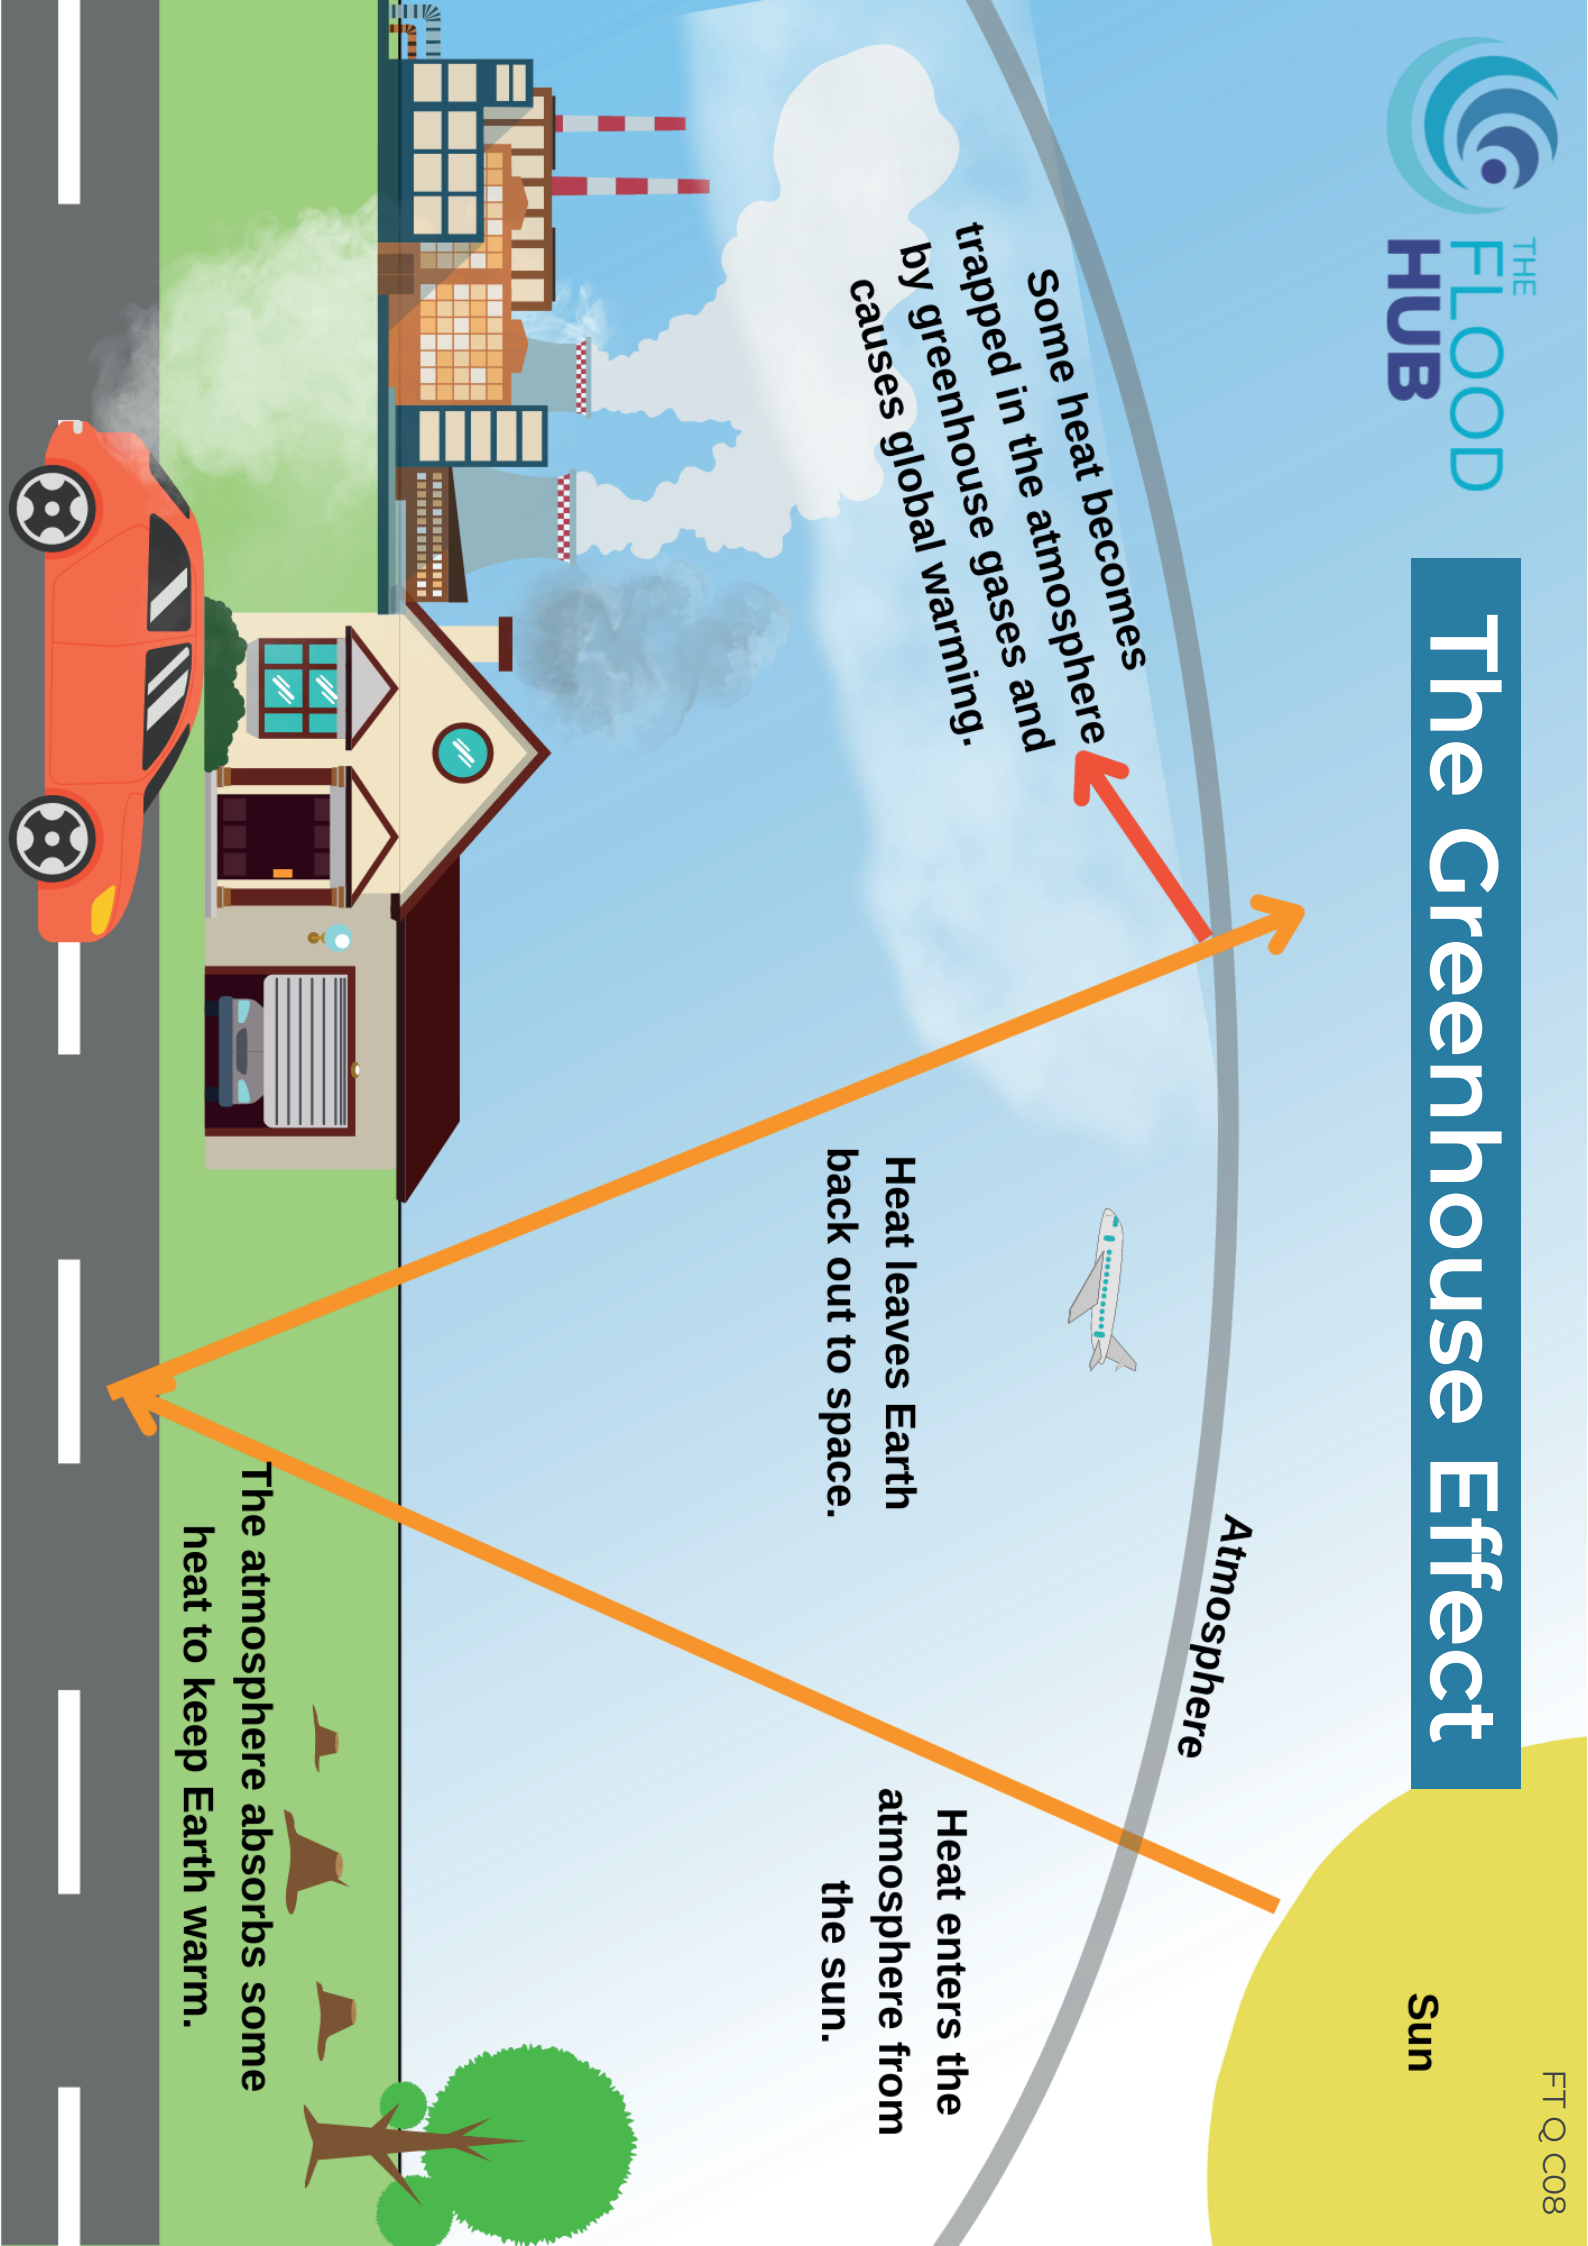 THE
FLOOD
HUB
The Greenhouse Effect
FT Q C08
Sun
Atmosphere
Some heat becomes
trapped in the atmosphere
by greenhouse gases and
causes global warming.
Heat leaves Earth
back out to space.
Heat enters the
atmosphere from
the sun.
The atmosphere absorbs some
heat to keep Earth warm.